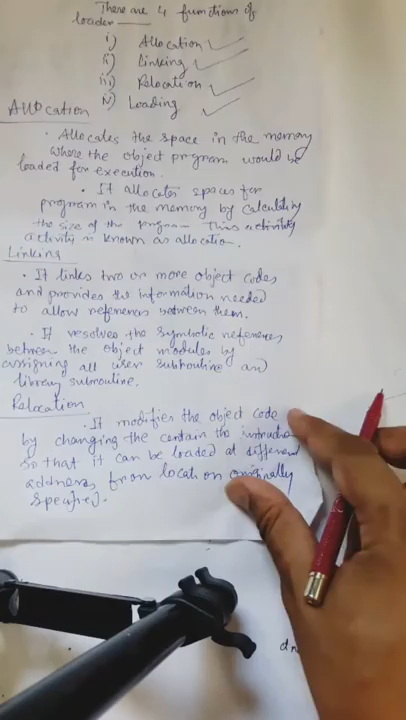 There are 4 functions of
loader
i) Allocation
ii) Linking
iii) Relocation
iv) Loading
Allocation
· Allocates the space in the memory
where the object program would be
loaded for execution.
· It allocates spaces for
program in the memory by calculating
the size of the program This activity
activity is known as allocation.
Linking
· It links two or more object codes
and provides the information needed
to allow references between them.
· It resolves the symbolic references
between the object modules by
assigning all user subroutine and
library subroutine.
Relocation
· It modifies the object code
by changing the certain the instruction
so that it can be loaded at different
address from location originally
specified.